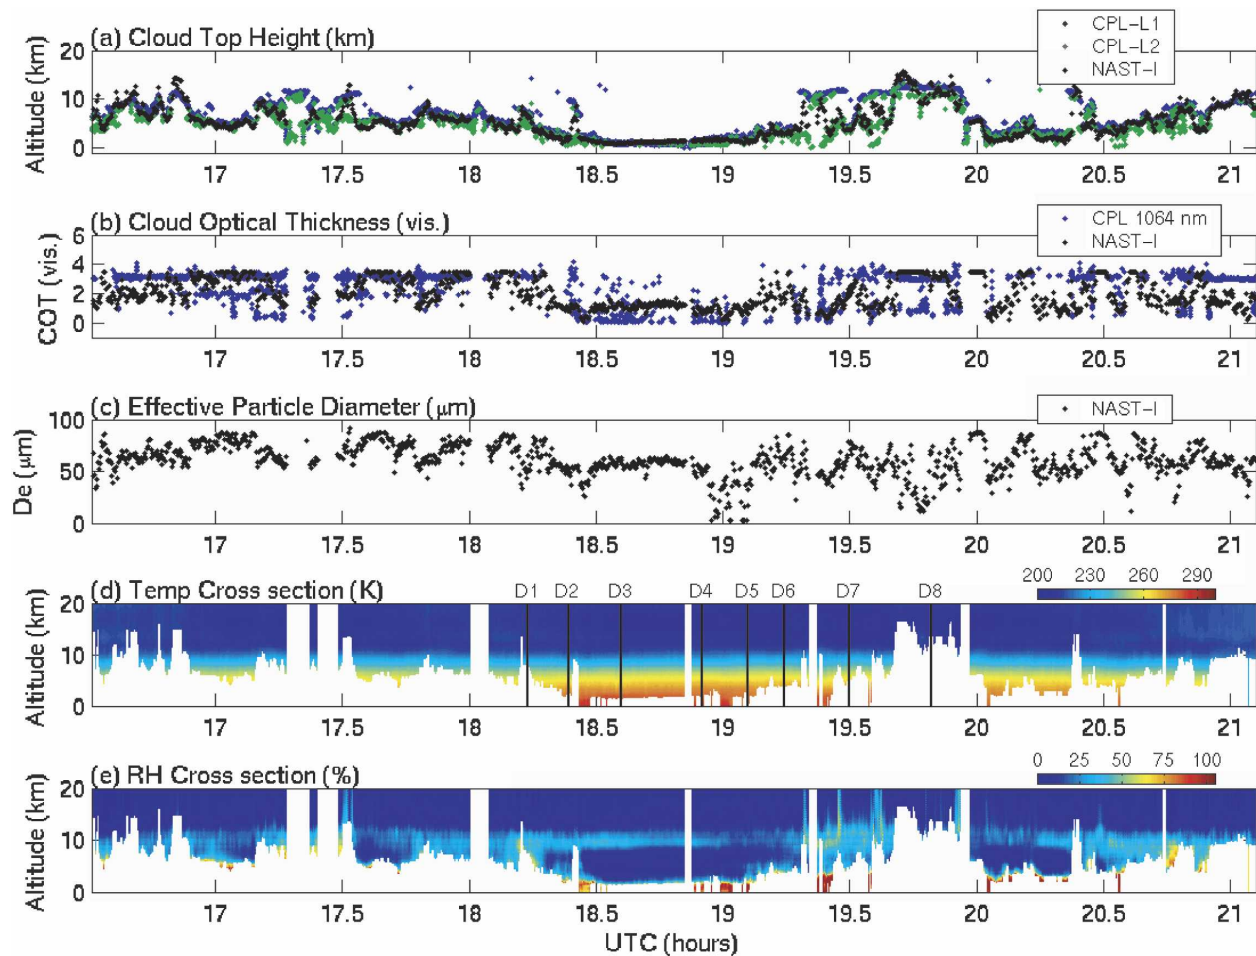 (a) Cloud Top Height (km)
CPL-L1
CPL-L2
NAST-I
Altitude (km)
20
10
0
17 17.5 18 18.5 19 19.5 20 20.5 21
(b) Cloud Optical Thickness (vis.)
CPL 1064 nm
NAST-I
COT (vis.)
6
4
2
0
17 17.5 18 18.5 19 19.5 20 20.5 21
(c) Effective Particle Diameter (μm)
NAST-I
De (μm)
100
50
0
17 17.5 18 18.5 19 19.5 20 20.5 21
(d) Temp Cross section (K)
D1 D2 D3 D4 D5 D6 D7 D8
200 230 260 290
Altitude (km)
20
10
0
17 17.5 18 18.5 19 19.5 20 20.5 21
(e) RH Cross section (%)
0 25 50 75 100
Altitude (km)
20
10
0
17 17.5 18 18.5 19 19.5 20 20.5 21
UTC (hours)